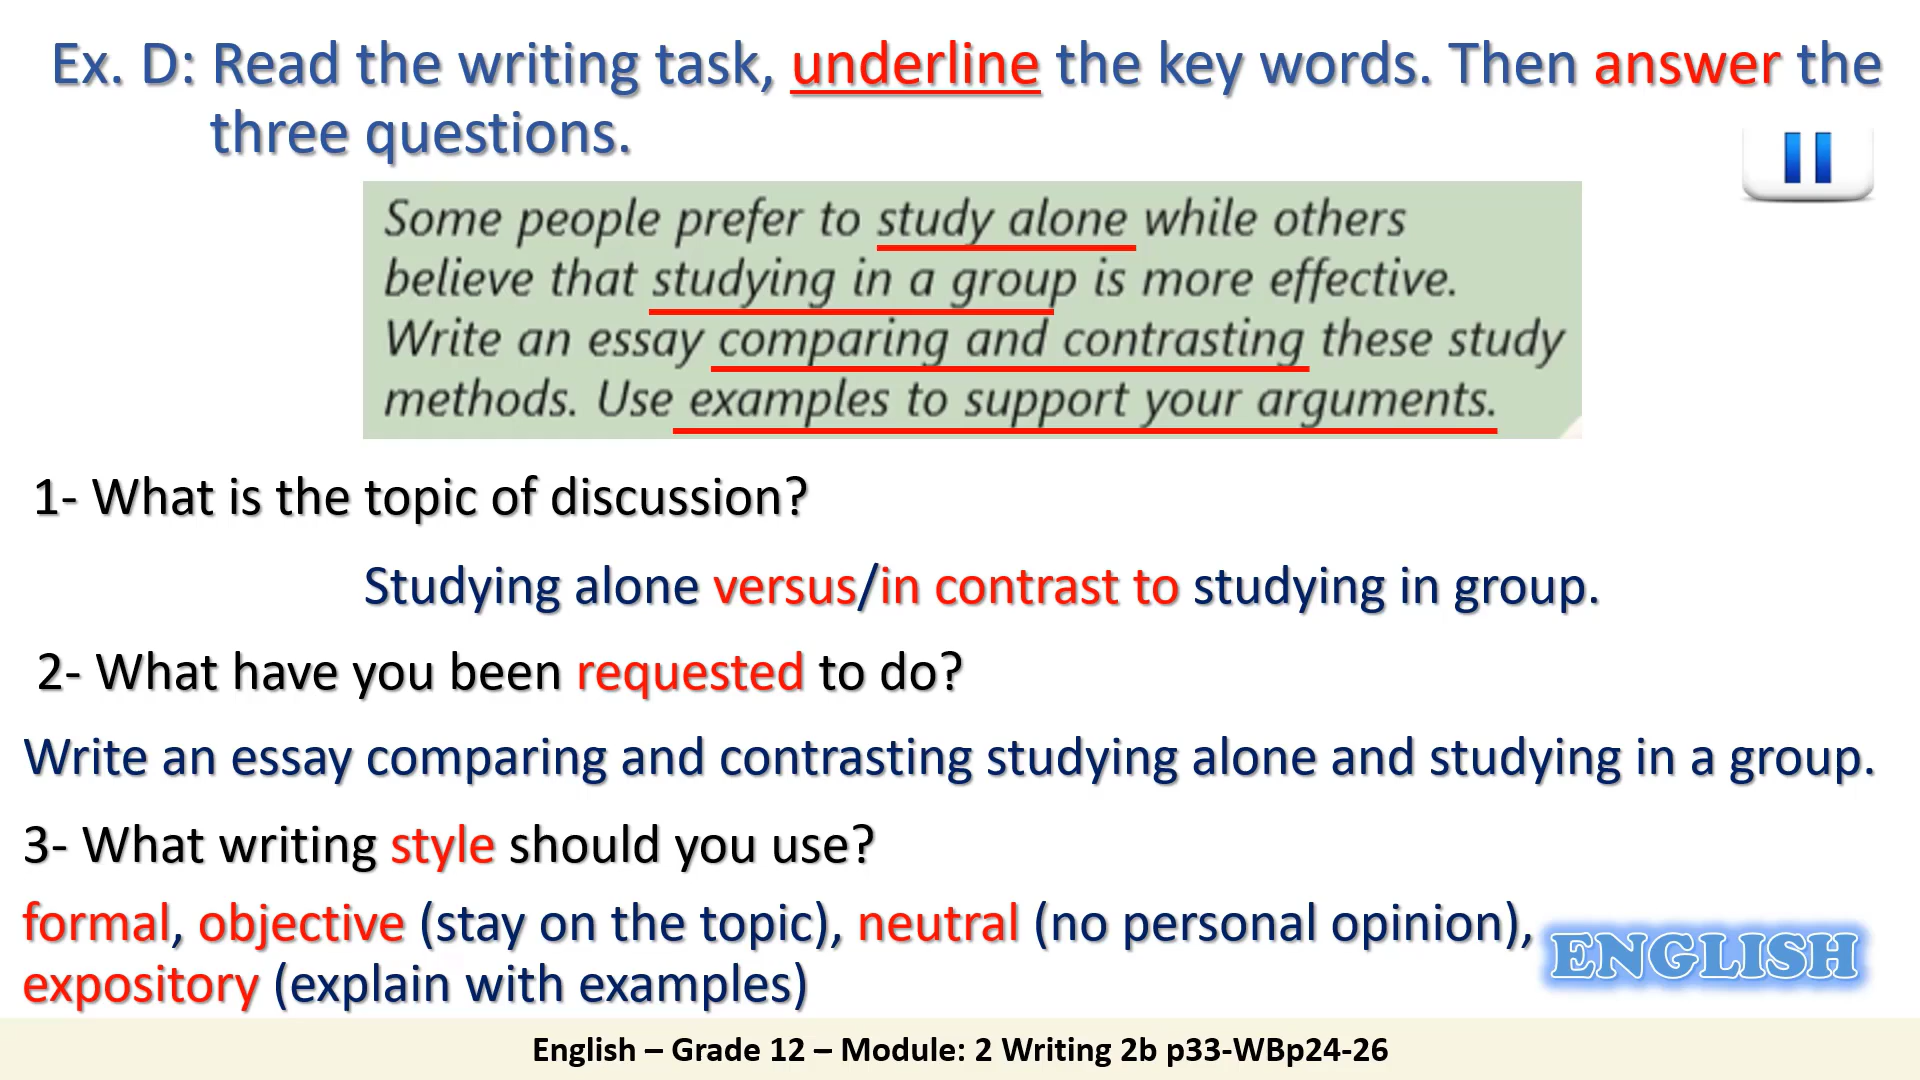 Ex. D: Read the writing task, underline the key words. Then answer the
three questions.
Some people prefer to study alone while others
believe that studying in a group is more effective.
Write an essay comparing and contrasting these study
methods. Use examples to support your arguments.
1- What is the topic of discussion?
Studying alone versus/in contrast to studying in group.
2- What have you been requested to do?
Write an essay comparing and contrasting studying alone and studying in a group.
3- What writing style should you use?
formal, objective (stay on the topic), neutral (no personal opinion),
expository (explain with examples)
ENGLISH
English – Grade 12 – Module: 2 Writing 2b p33-WBp24-26